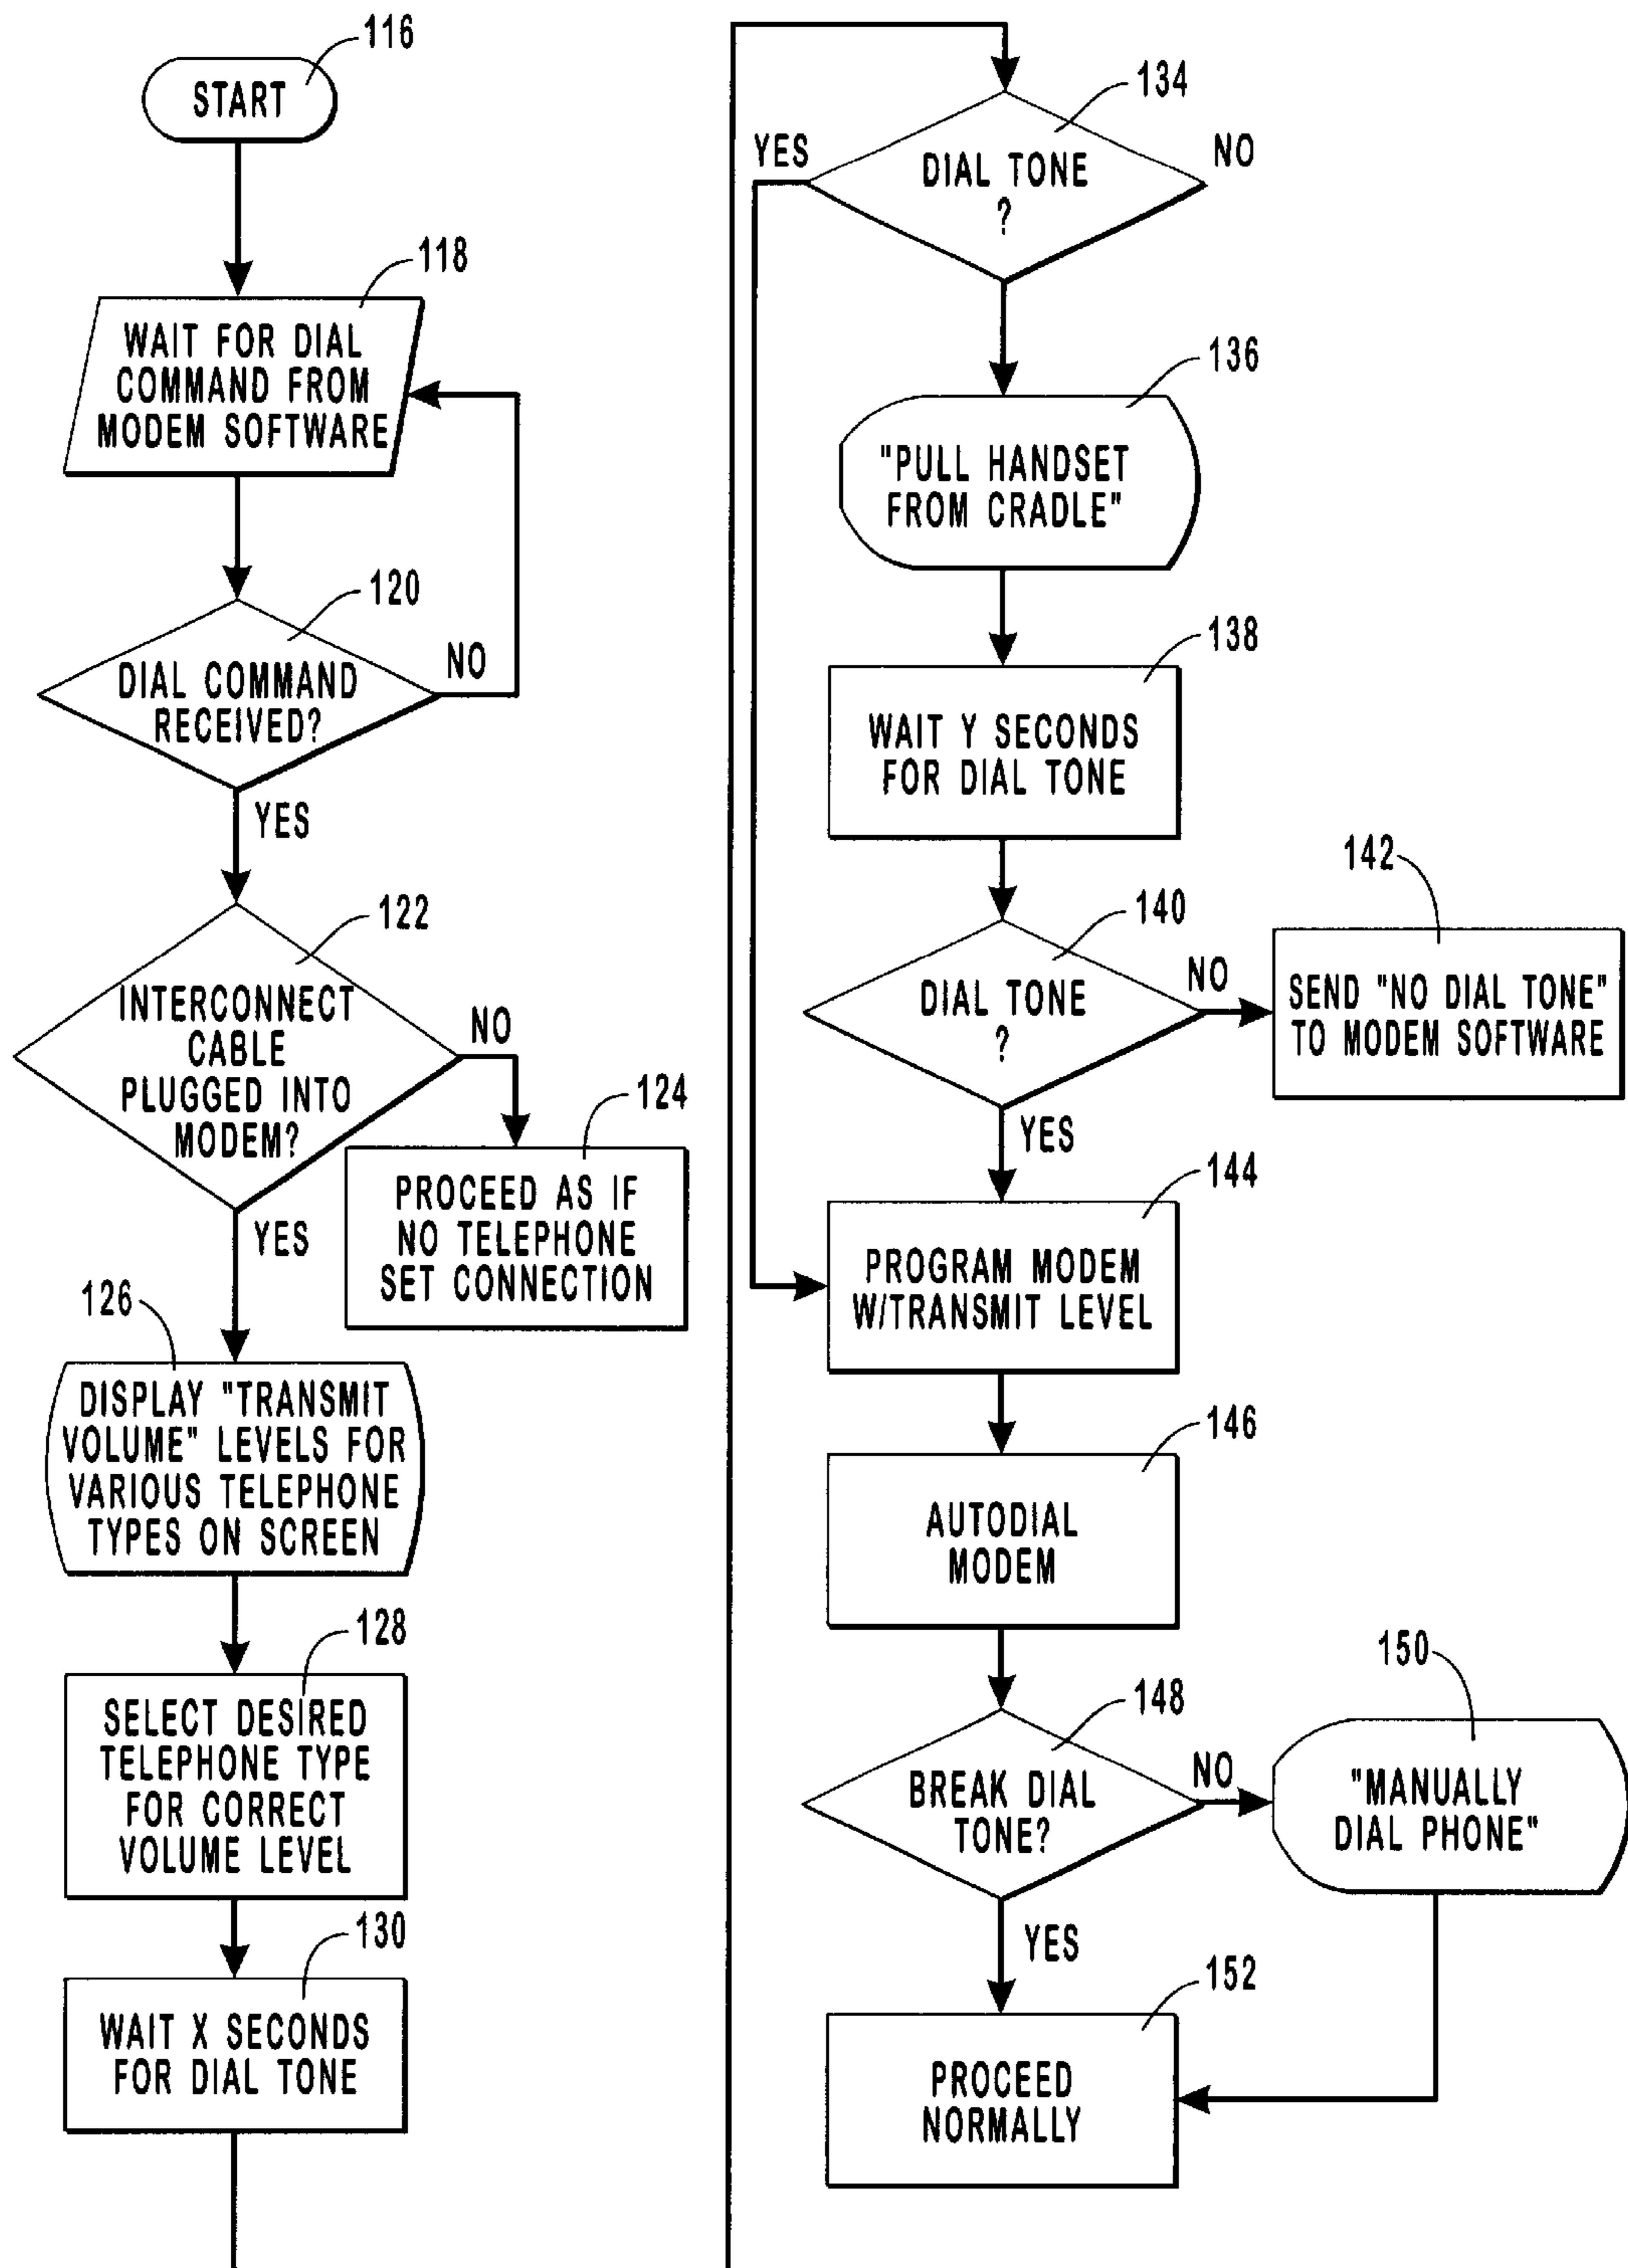 116
START
118
WAIT FOR DIAL
COMMAND FROM
MODEM SOFTWARE
120
DIAL COMMAND
RECEIVED?
NO
YES
122
INTERCONNECT
CABLE
PLUGGED INTO
MODEM?
NO
YES
124
PROCEED AS IF
NO TELEPHONE
SET CONNECTION
126
DISPLAY "TRANSMIT
VOLUME" LEVELS FOR
VARIOUS TELEPHONE
TYPES ON SCREEN
128
SELECT DESIRED
TELEPHONE TYPE
FOR CORRECT
VOLUME LEVEL
130
WAIT X SECONDS
FOR DIAL TONE
134
YES
DIAL TONE
?
NO
136
"PULL HANDSET
FROM CRADLE"
138
WAIT Y SECONDS
FOR DIAL TONE
140
DIAL TONE
?
NO
YES
142
SEND "NO DIAL TONE"
TO MODEM SOFTWARE
144
PROGRAM MODEM
W/TRANSMIT LEVEL
146
AUTODIAL
MODEM
148
BREAK DIAL
TONE?
NO
YES
150
"MANUALLY
DIAL PHONE"
152
PROCEED
NORMALLY